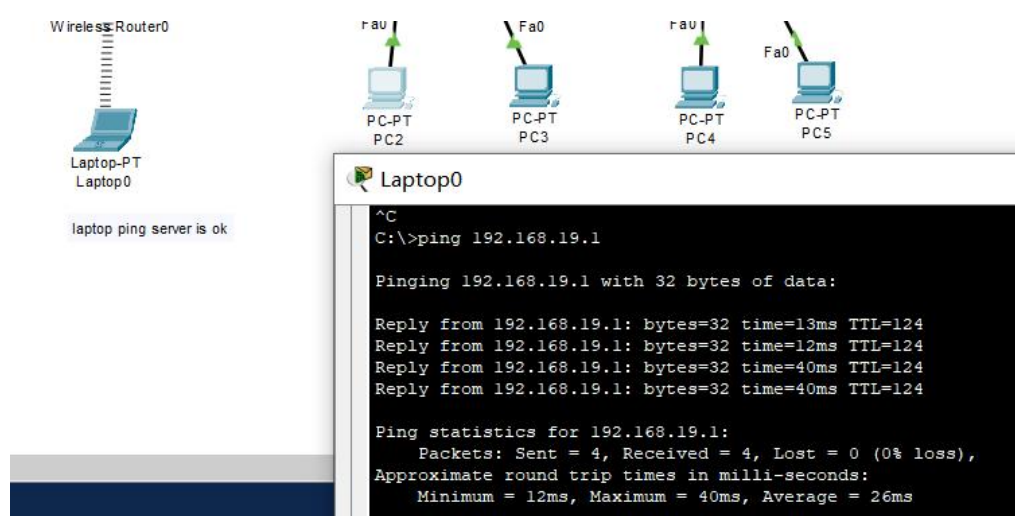 Wireless Router0
Fa0
Fa0
Fa0
Fa0
PC-PT
PC2
PC-PT
PC3
PC-PT
PC4
PC-PT
PC5
Laptop-PT
Laptop0
laptop ping server is ok
Laptop0
^C
C:\>ping 192.168.19.1
Pinging 192.168.19.1 with 32 bytes of data:
Reply from 192.168.19.1: bytes=32 time=13ms TTL=124
Reply from 192.168.19.1: bytes=32 time=12ms TTL=124
Reply from 192.168.19.1: bytes=32 time=40ms TTL=124
Reply from 192.168.19.1: bytes=32 time=40ms TTL=124
Ping statistics for 192.168.19.1:
Packets: Sent = 4, Received = 4, Lost = 0 (0% loss),
Approximate round trip times in milli-seconds:
Minimum = 12ms, Maximum = 40ms, Average = 26ms